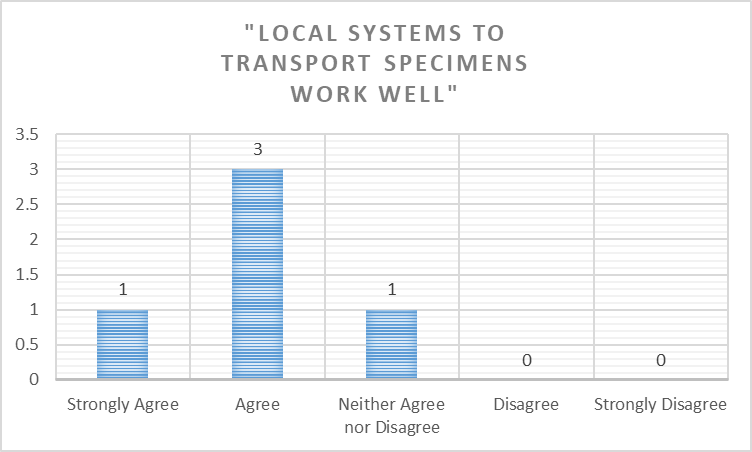 "LOCAL SYSTEMS TO
TRANSPORT SPECIMENS
WORK WELL"
3.5
3
2.5
2
1.5
1
0.5
0
1
3
1
0
0
Strongly Agree
Agree
Neither Agree
nor Disagree
Disagree
Strongly Disagree